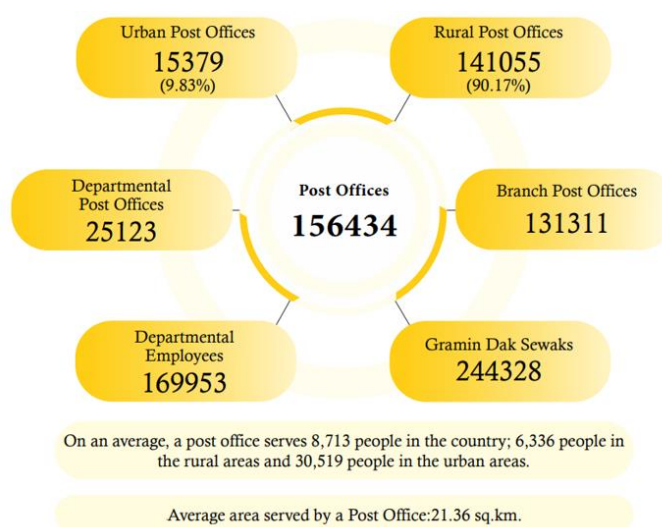 Urban Post Offices
15379
(9.83%)
Rural Post Offices
141055
(90.17%)
Departmental
Post Offices
25123
Post Offices
156434
Branch Post Offices
131311
Departmental
Employees
169953
Gramin Dak Sewaks
244328
On an average, a post office serves 8,713 people in the country; 6,336 people in
the rural areas and 30,519 people in the urban areas.
Average area served by a Post Office:21.36 sq.km.